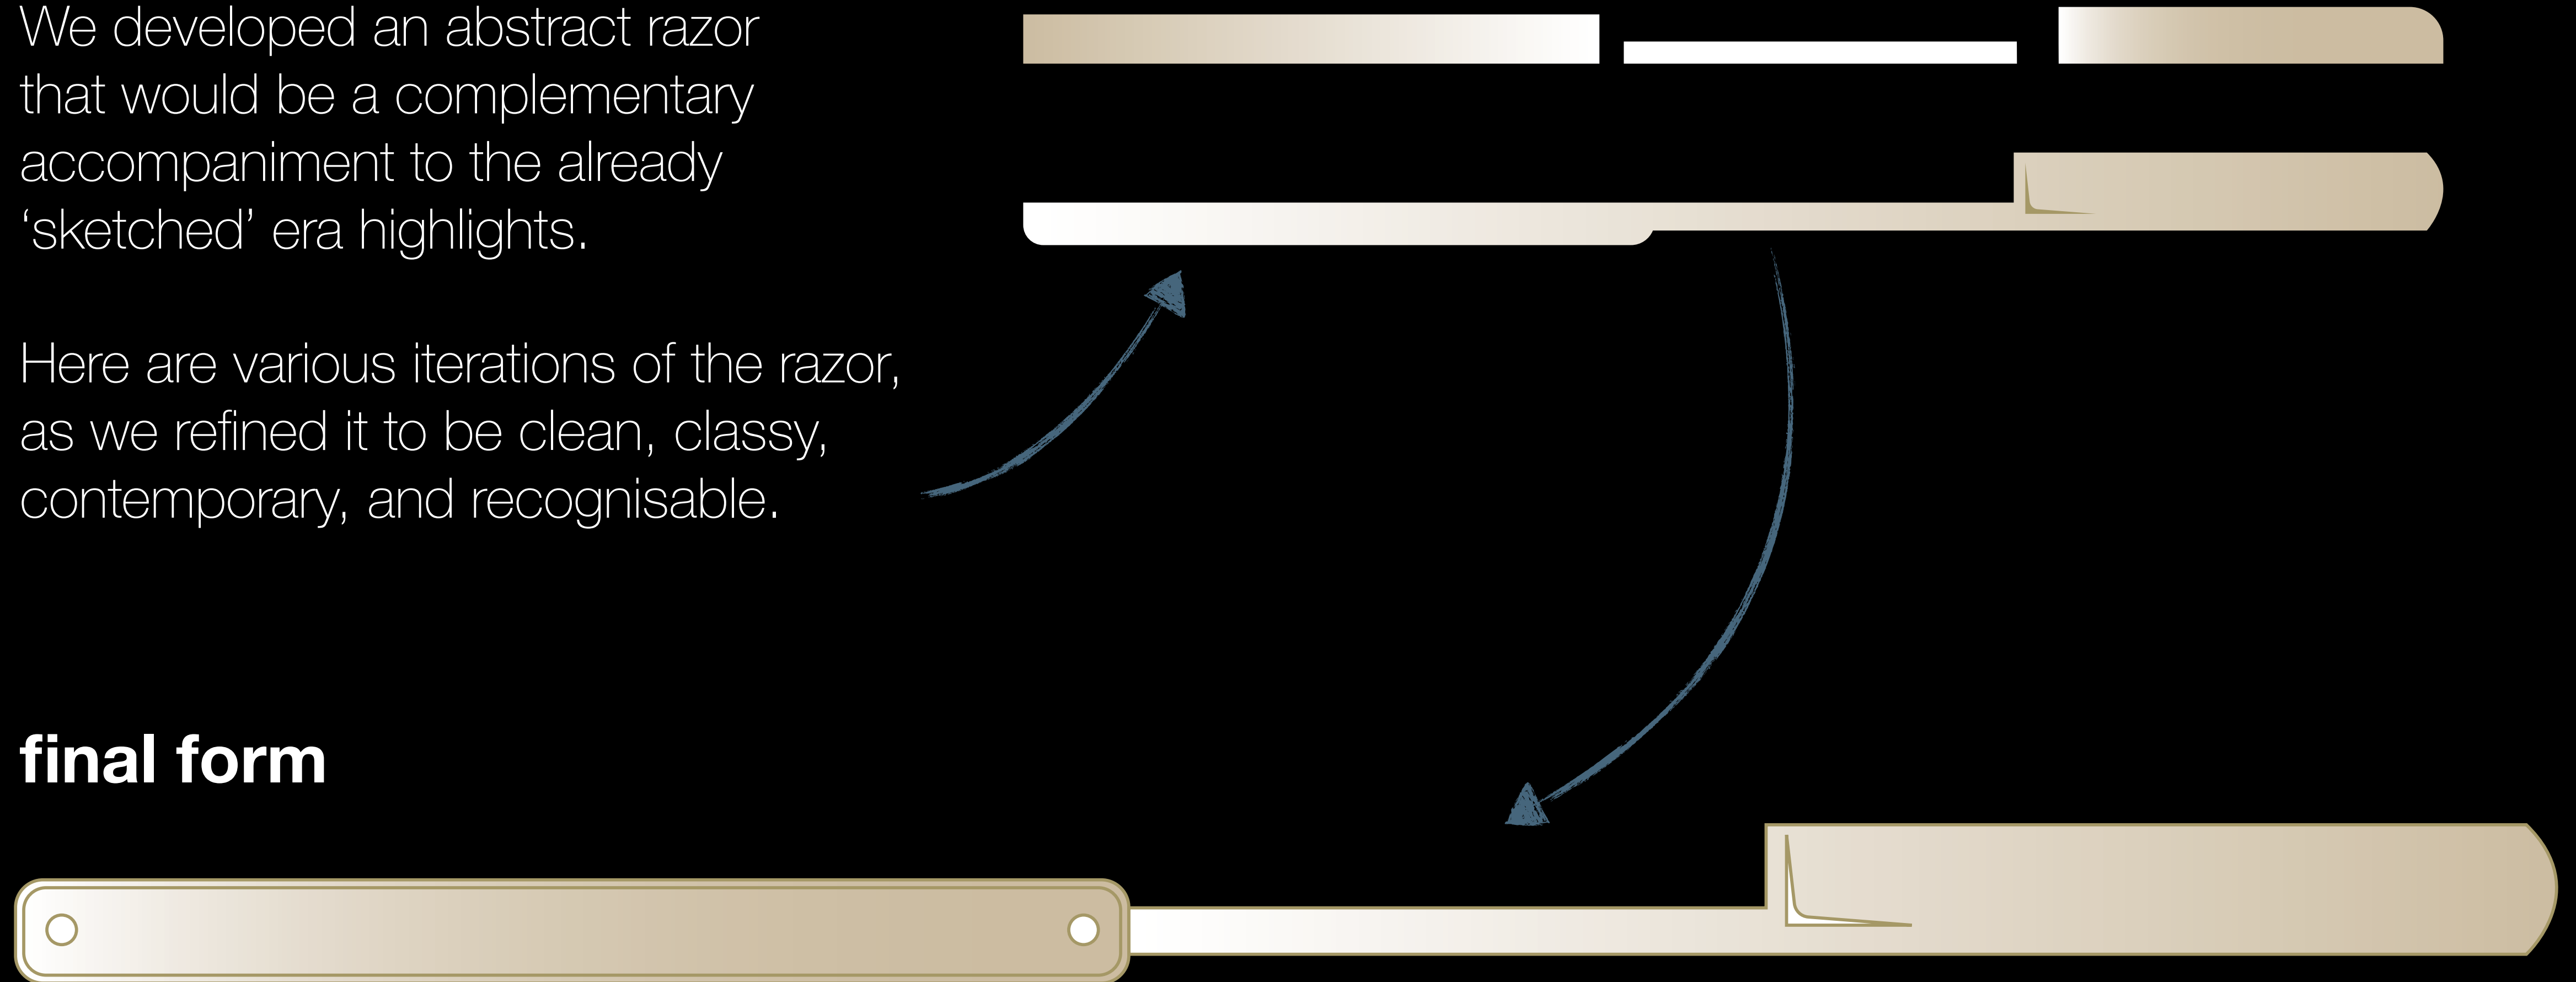 We developed an abstract razor
that would be a complementary
accompaniment to the already
‘sketched’ era highlights.
Here are various iterations of the razor,
as we refined it to be clean, classy,
contemporary, and recognisable.
final form